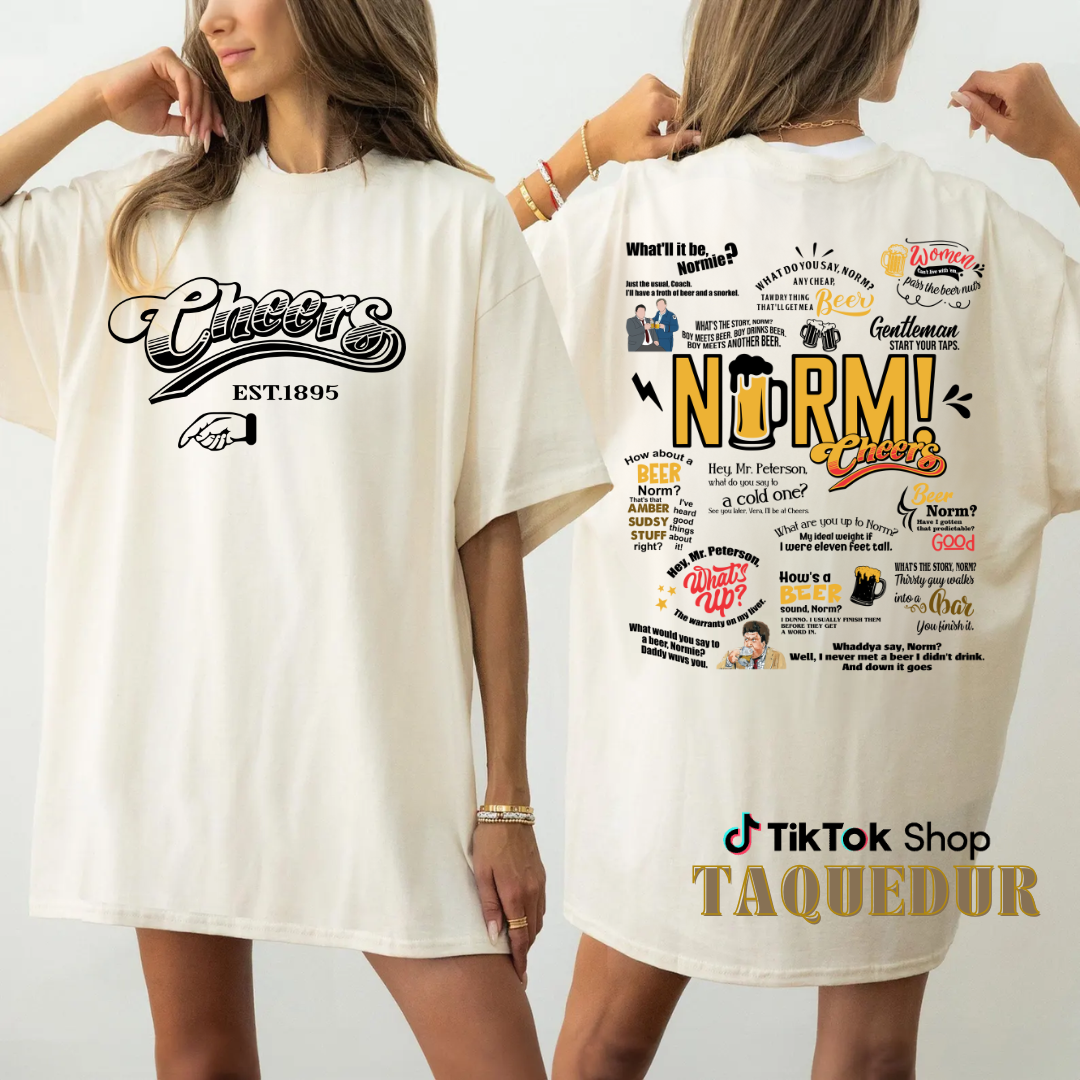 Cheers
EST.1895
What'll it be,
Normie?
Just the usual, Coach.
I'll have a froth of beer and a snorkel.
WHAT DO YOU SAY, NORM?
ANY CHEAP,
TAWDRY THING
THAT'LL GET ME A
Beer
Women
Can't live with 'em,
pass the beer nuts
WHAT'S THE STORY, NORM?
BOY MEETS BEER. BOY DRINKS BEER.
BOY MEETS ANOTHER BEER.
Gentleman
START YOUR TAPS.
NORM!
Cheers
How about a
BEER
Norm?
That's that
AMBER
SUDSY
STUFF
right?
I've
heard
good
things
about
it!
Hey, Mr. Peterson,
what do you say to
a cold one?
See you later, Vera, I'll be at Cheers.
Beer
Norm?
Have I gotten
that predictable?
Good
What are you up to Norm?
My ideal weight if
I were eleven feet tall.
Hey, Mr. Peterson,
What's
Up?
The warranty on my liver.
How's a
BEER
sound, Norm?
I DUNNO. I USUALLY FINISH THEM
BEFORE THEY GET
A WORD IN.
WHAT'S THE STORY, NORM?
Thirsty guy walks
into a Bar
You finish it.
What would you say to
a beer, Normie?
Daddy wuvs you.
Whaddya say, Norm?
Well, I never met a beer I didn't drink.
And down it goes
TikTok Shop
TAQUEDUR